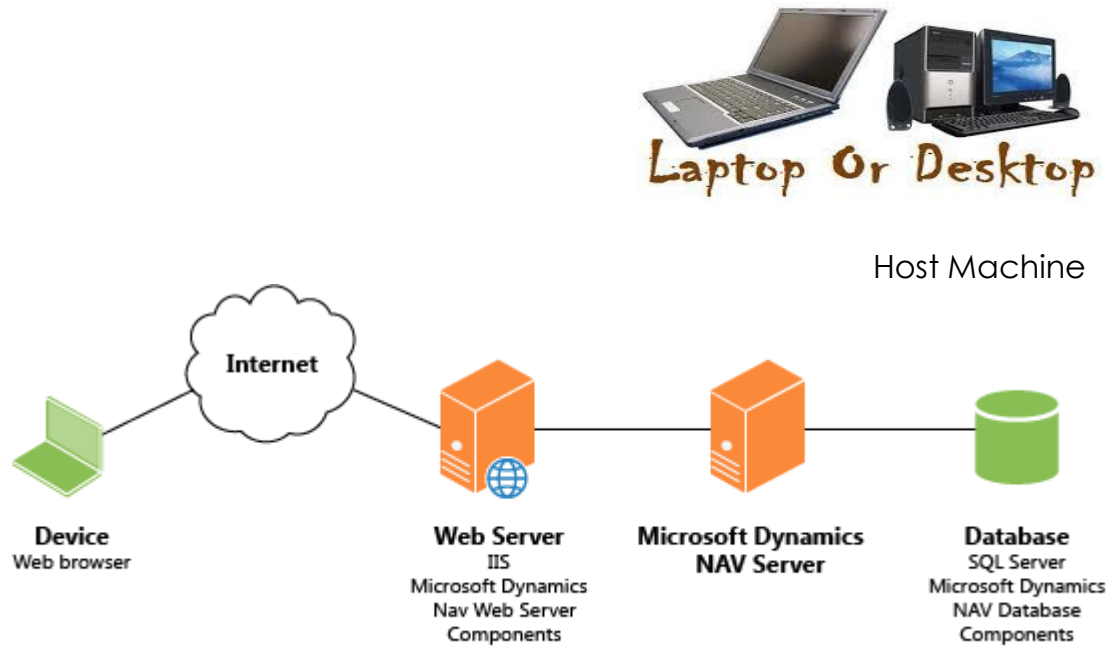 Laptop Or Desktop
Host Machine
Internet
Device
Web browser
Web Server
IIS
Microsoft Dynamics
Nav Web Server
Components
Microsoft Dynamics
NAV Server
Database
SQL Server
Microsoft Dynamics
NAV Database
Components